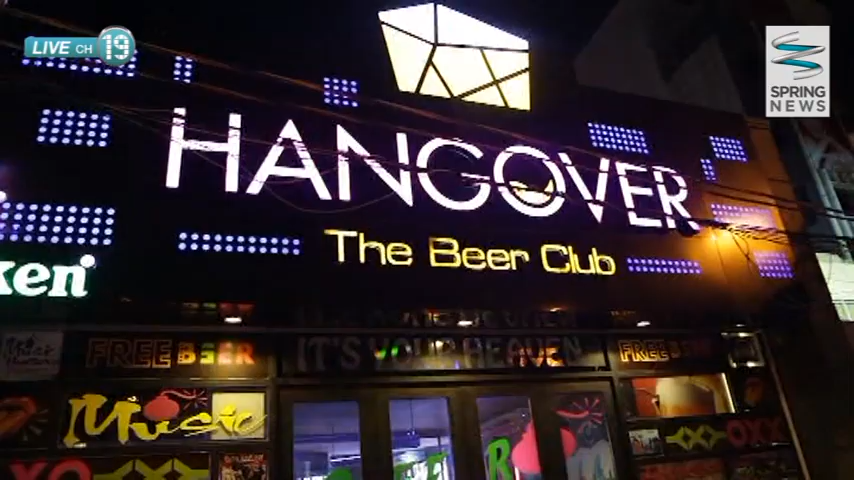 LIVE CH 19
SPRING
NEWS
HANGOVER
The Beer Club
ken
FREE BEER
IT'S YOUR HEAVEN
FREE
Music